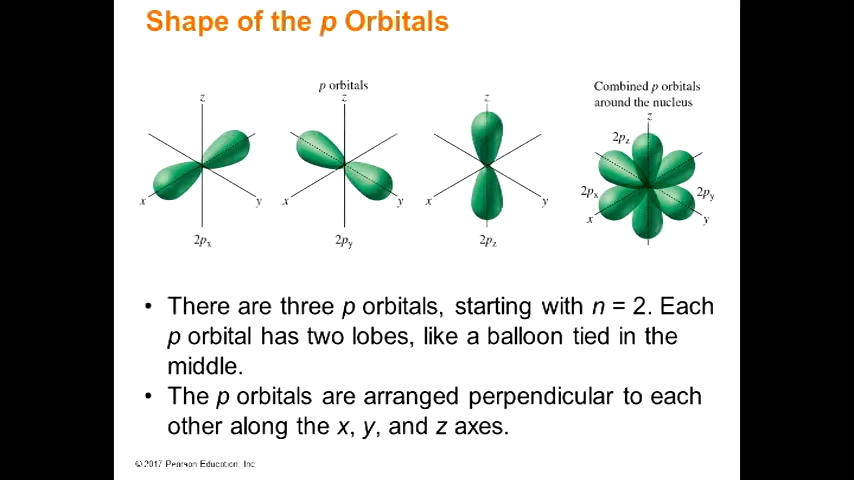 Shape of the p Orbitals
p orbitals
Combined p orbitals
around the nucleus
z
z
z
z
2pz
2px
2py
x
y
x
y
x
y
x
y
2px
2py
2pz
• There are three p orbitals, starting with n = 2. Each
p orbital has two lobes, like a balloon tied in the
middle.
• The p orbitals are arranged perpendicular to each
other along the x, y, and z axes.
© 2017 Pearson Education, Inc